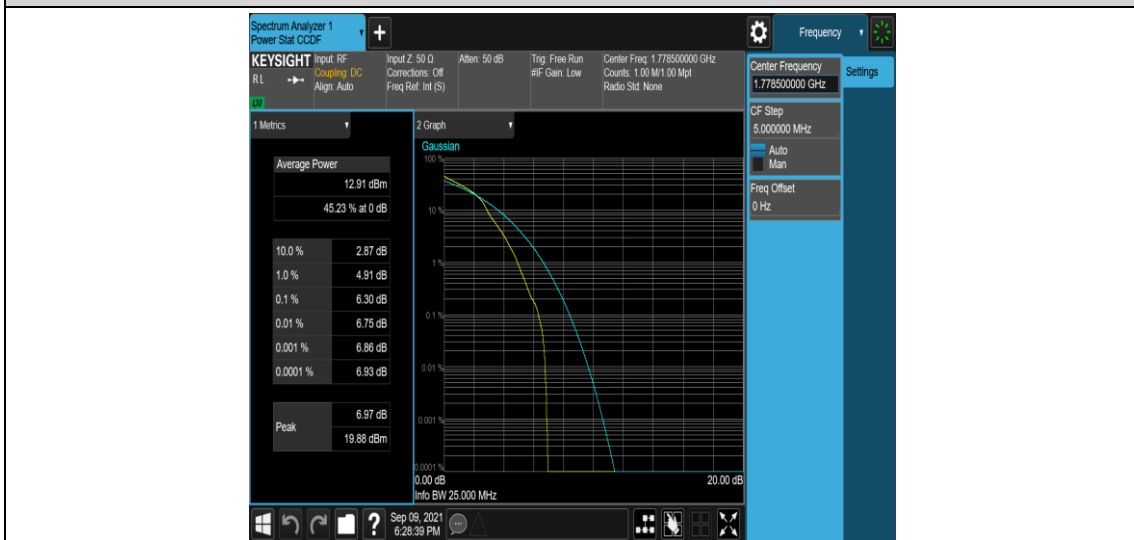 Spectrum Analyzer 1
Power Stat CCDF
+
Frequency
KEYSIGHT
RL
LXI
Input: RF
Coupling: DC
Align: Auto
Input Z: 50 Ω
Corrections: Off
Freq Ref: Int (S)
Atten: 50 dB
Trig: Free Run
#IF Gain: Low
Center Freq: 1.778500000 GHz
Counts: 1.00 M/1.00 Mpt
Radio Std: None
Center Frequency
1.778500000 GHz
Settings
CF Step
5.000000 MHz
Auto
Man
Freq Offset
0 Hz
1 Metrics
Average Power
12.91 dBm
45.23 % at 0 dB
10.0 % 2.87 dB
1.0 % 4.91 dB
0.1 % 6.30 dB
0.01 % 6.75 dB
0.001 % 6.86 dB
0.0001 % 6.93 dB
Peak
6.97 dB
19.88 dBm
2 Graph
Gaussian
100 %
10 %
1 %
0.1 %
0.01 %
0.001 %
0.0001 %
0.00 dB 20.00 dB
Info BW 25.000 MHz
?
Sep 09, 2021
6:28:39 PM